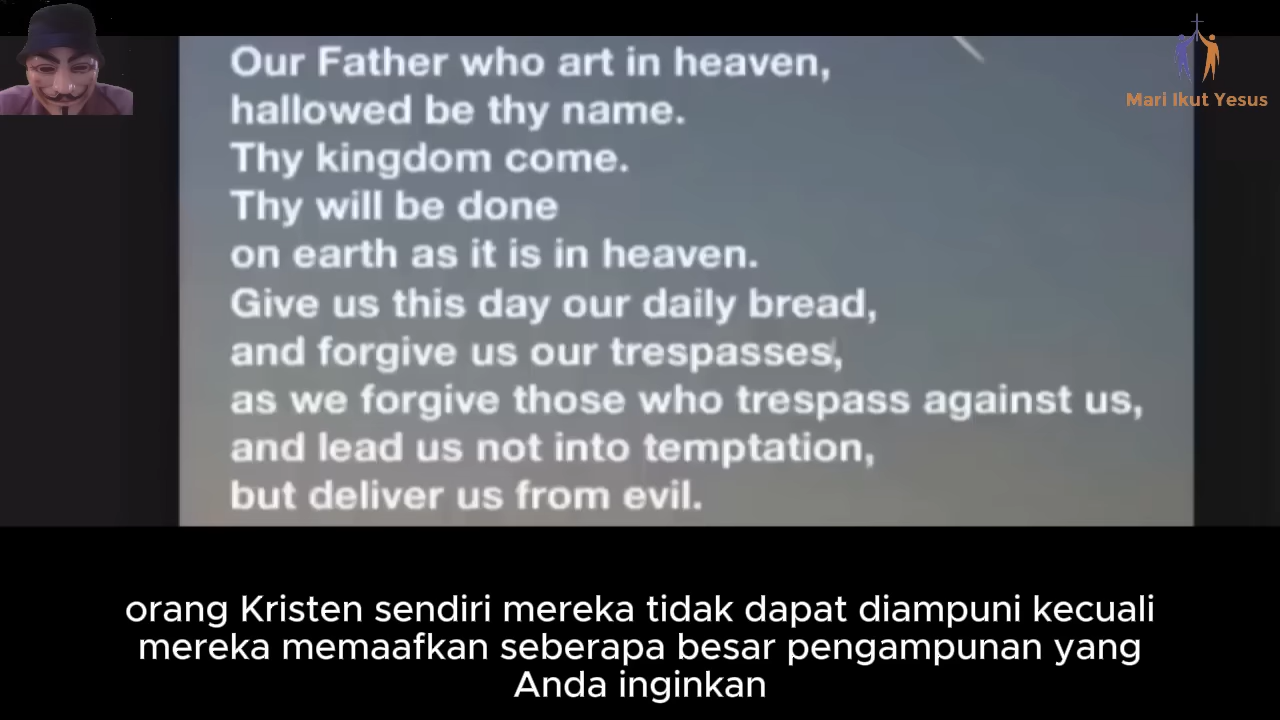 Our Father who art in heaven,
hallowed be thy name.
Thy kingdom come.
Thy will be done
on earth as it is in heaven.
Give us this day our daily bread,
and forgive us our trespasses,
as we forgive those who trespass against us,
and lead us not into temptation,
but deliver us from evil.
Mari Ikut Yesus
orang Kristen sendiri mereka tidak dapat diampuni kecuali
mereka memaafkan seberapa besar pengampunan yang
Anda inginkan